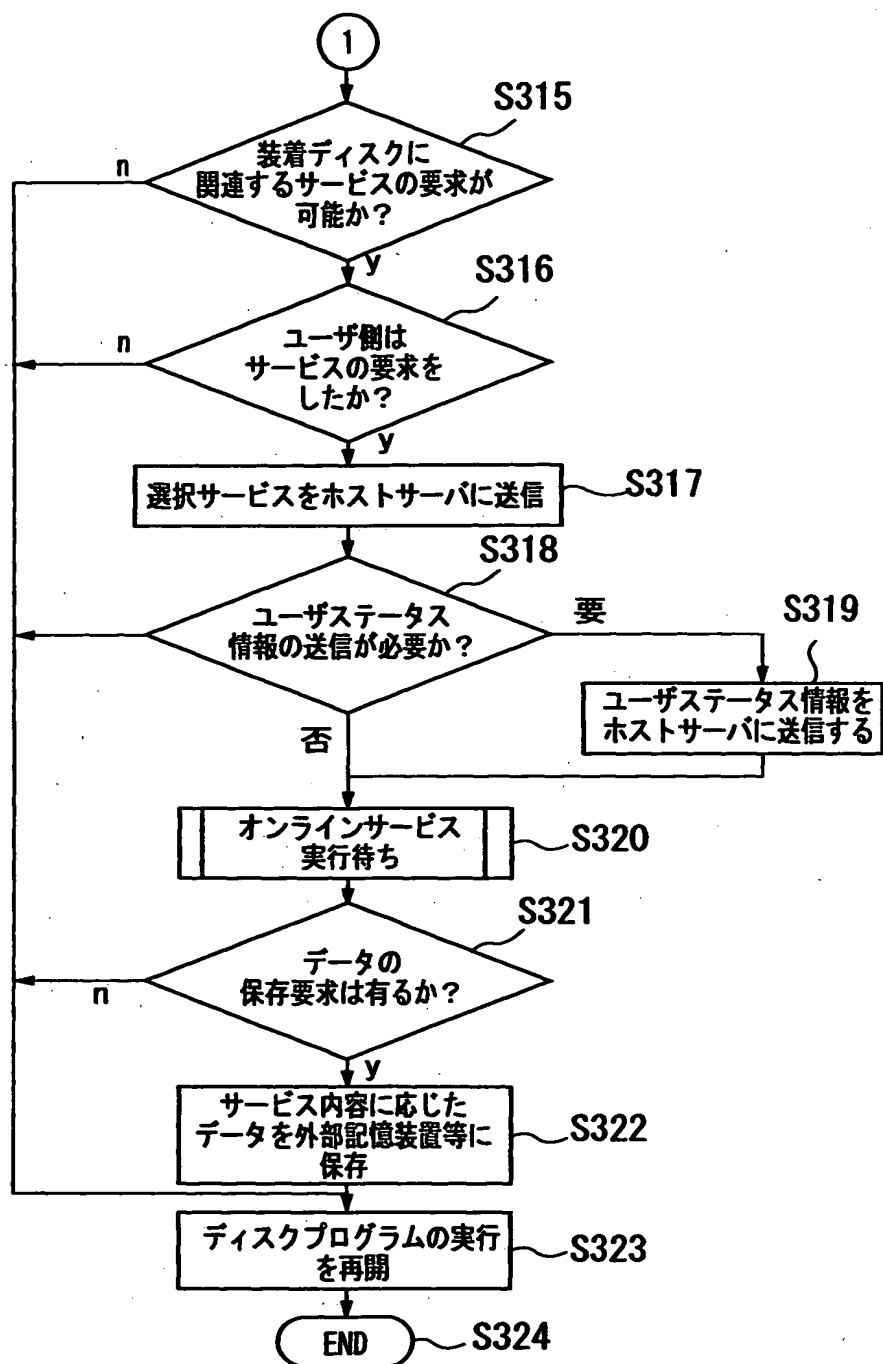 1
S315
装着ディスクに
関連するサービスの要求が
可能か？
n
y
S316
ユーザ側は
サービスの要求を
したか？
n
y
選択サービスをホストサーバに送信
S317
S318
ユーザステータス
情報の送信が必要か？
要
否
S319
ユーザステータス情報を
ホストサーバに送信する
オンラインサービス
実行待ち
S320
S321
データの
保存要求は有るか？
n
y
サービス内容に応じた
データを外部記憶装置等に
保存
S322
ディスクプログラムの実行
を再開
S323
END
S324